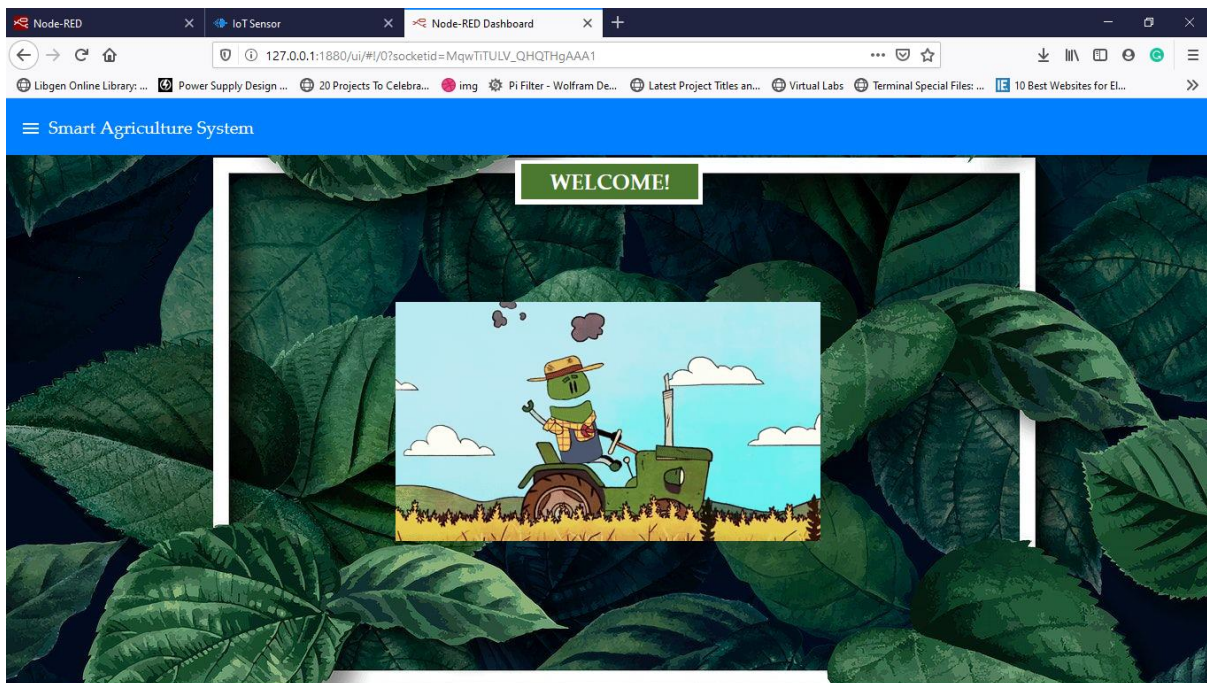 Node-RED
IoT Sensor
Node-RED Dashboard
127.0.0.1:1880/ui/#!/0?socketid=MqwTiTULV_QHQTHgAAA1
Libgen Online Library: ...
Power Supply Design ...
20 Projects To Celebra...
img
Pi Filter - Wolfram De...
Latest Project Titles an...
Virtual Labs
Terminal Special Files: ...
IE 10 Best Websites for El...
Smart Agriculture System
WELCOME!